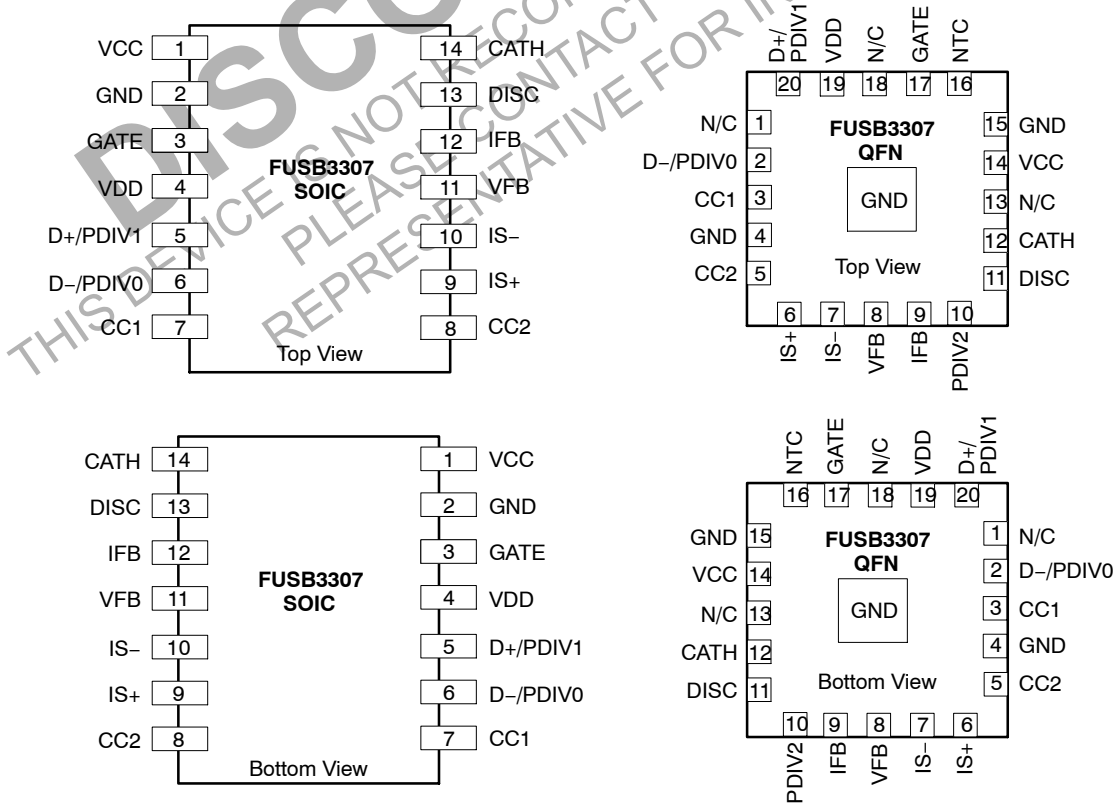 DISCO
THIS DEVICE IS NOT RECO
PLEASE CONTACT
REPRESENTATIVE FOR IN
VCC 1
GND 2
GATE 3
VDD 4
D+/PDIV1 5
D−/PDIV0 6
CC1 7
FUSB3307
SOIC
Top View
14 CATH
13 DISC
12 IFB
11 VFB
10 IS−
9 IS+
8 CC2
D+/
PDIV1
VDD
N/C
GATE
NTC
20 19 18 17 16
N/C 1
D−/PDIV0 2
CC1 3
GND 4
CC2 5
FUSB3307
QFN
GND
Top View
15 GND
14 VCC
13 N/C
12 CATH
11 DISC
6 7 8 9 10
IS+
IS−
VFB
IFB
PDIV2
CATH 14
DISC 13
IFB 12
VFB 11
IS− 10
IS+ 9
CC2 8
FUSB3307
SOIC
Bottom View
1 VCC
2 GND
3 GATE
4 VDD
5 D+/PDIV1
6 D−/PDIV0
7 CC1
NTC
GATE
N/C
VDD
D+/
PDIV1
16 17 18 19 20
GND 15
VCC 14
N/C 13
CATH 12
DISC 11
FUSB3307
QFN
GND
Bottom View
1 N/C
2 D−/PDIV0
3 CC1
4 GND
5 CC2
10 9 8 7 6
PDIV2
IFB
VFB
IS−
IS+